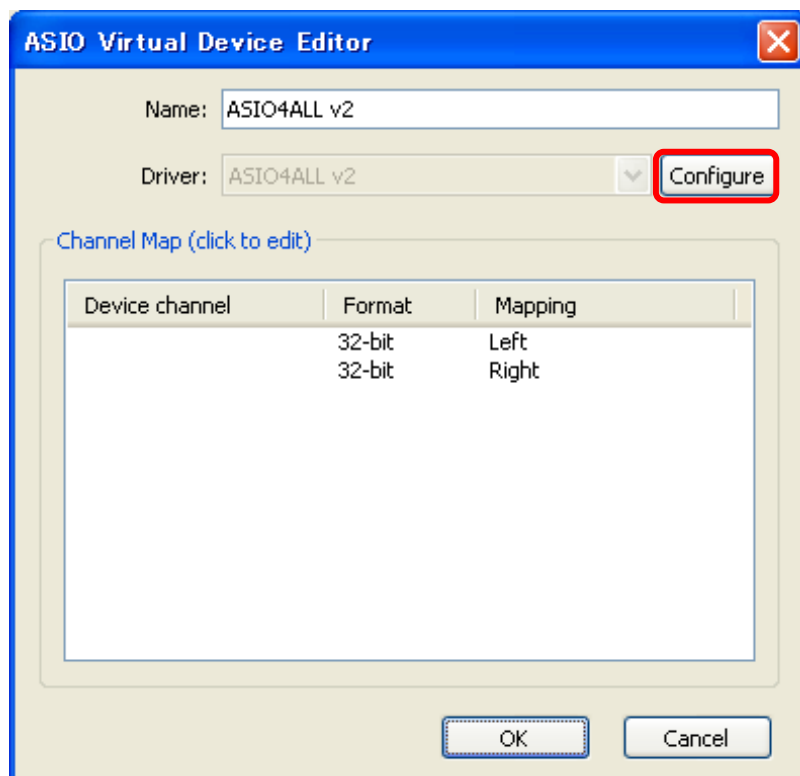 ASIO Virtual Device Editor
Name: ASIO4ALL v2
Driver: ASIO4ALL v2 Configure
Channel Map (click to edit)
Device channel Format Mapping
32-bit Left
32-bit Right
OK Cancel